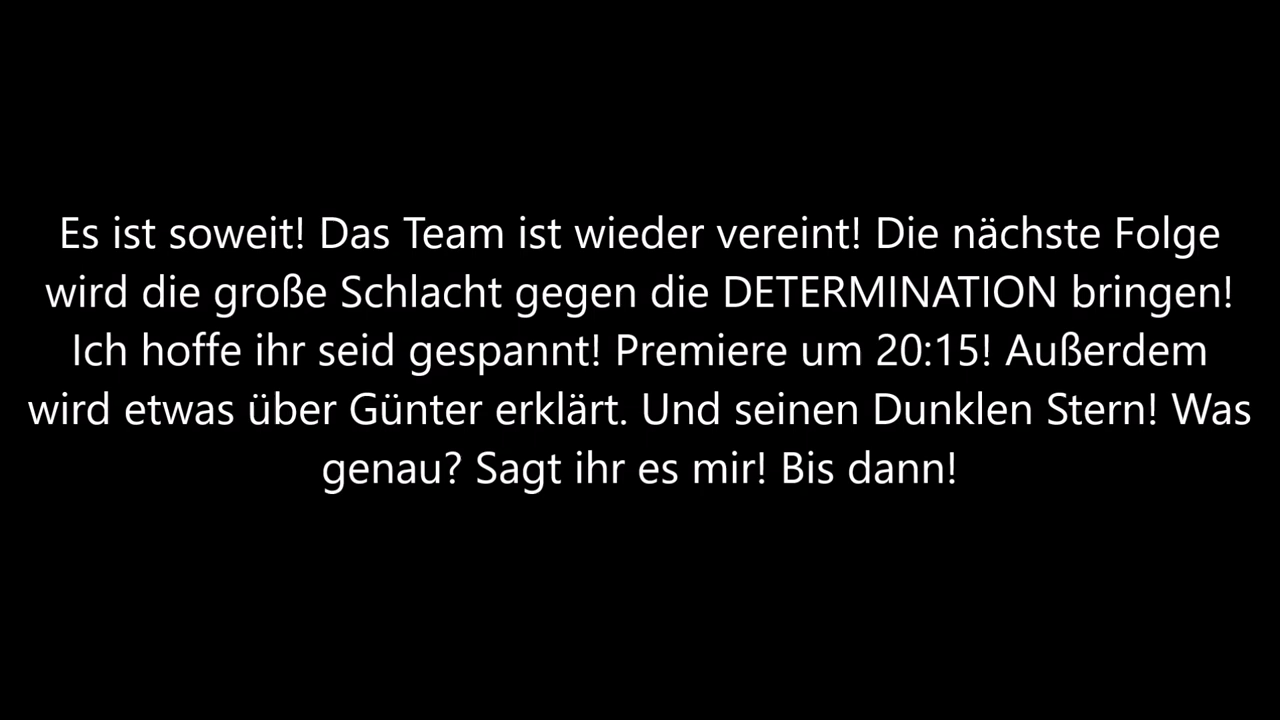 Es ist soweit! Das Team ist wieder vereint! Die nächste Folge
wird die große Schlacht gegen die DETERMINATION bringen!
Ich hoffe ihr seid gespannt! Premiere um 20:15! Außerdem
wird etwas über Günter erklärt. Und seinen Dunklen Stern! Was
genau? Sagt ihr es mir! Bis dann!